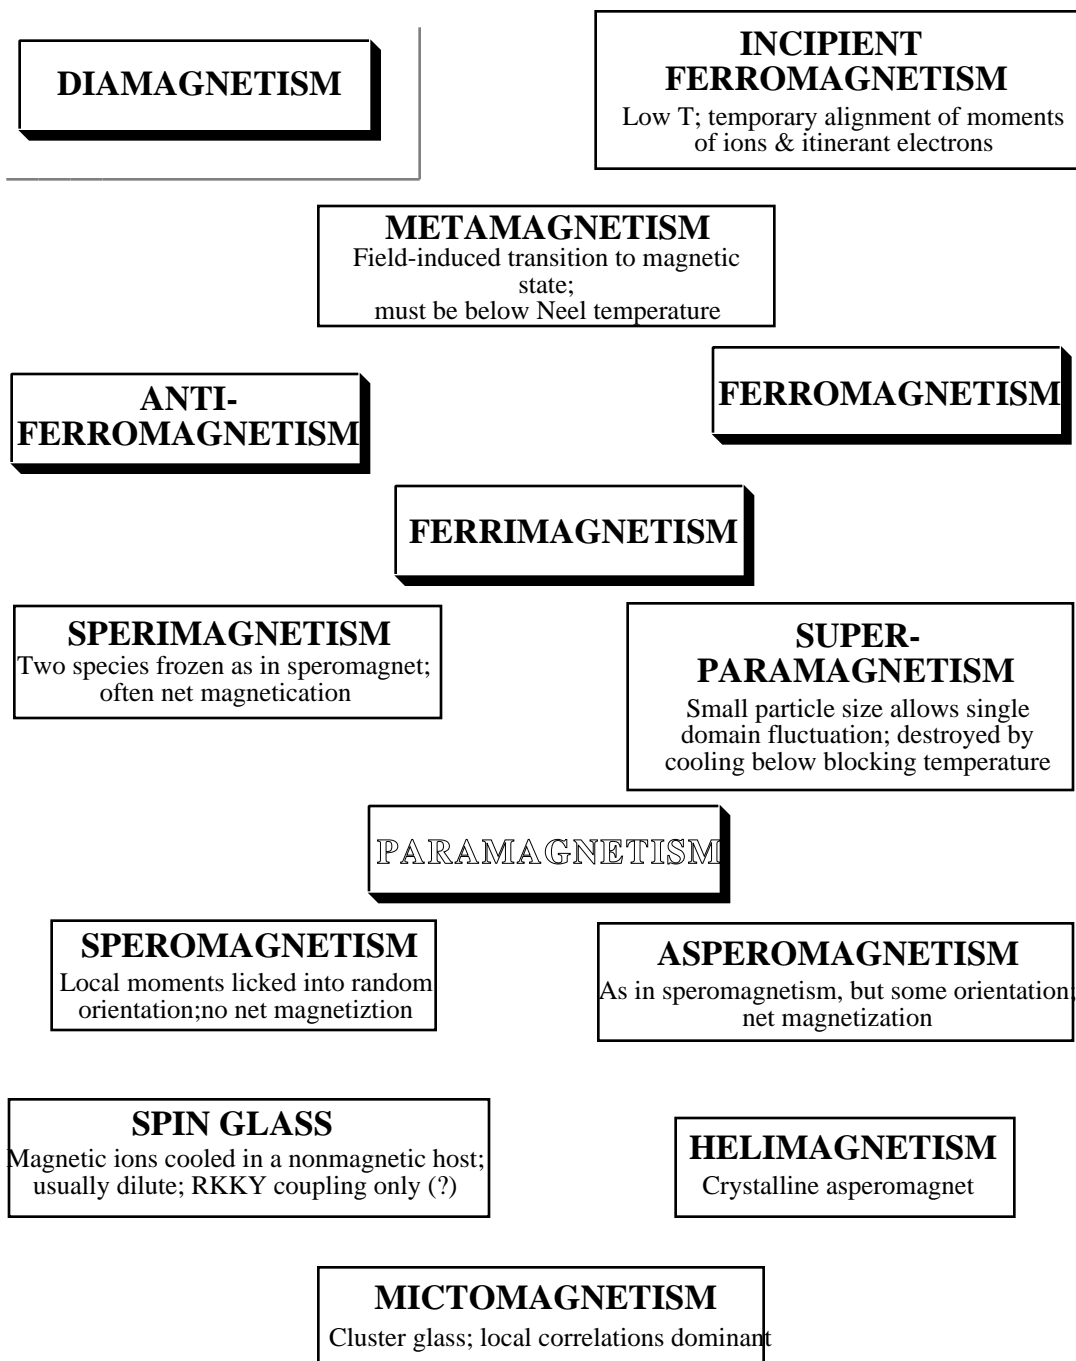 DIAMAGNETISM
INCIPIENT
FERROMAGNETISM
Low T; temporary alignment of moments
of ions & itinerant electrons
METAMAGNETISM
Field-induced transition to magnetic
state;
must be below Neel temperature
ANTI-
FERROMAGNETISM
FERROMAGNETISM
FERRIMAGNETISM
SPERIMAGNETISM
Two species frozen as in speromagnet;
often net magnetication
SUPER-
PARAMAGNETISM
Small particle size allows single
domain fluctuation; destroyed by
cooling below blocking temperature
PARAMAGNETISM
SPEROMAGNETISM
Local moments licked into random
orientation;no net magnetiztion
ASPEROMAGNETISM
As in speromagnetism, but some orientation;
net magnetization
SPIN GLASS
Magnetic ions cooled in a nonmagnetic host;
usually dilute; RKKY coupling only (?)
HELIMAGNETISM
Crystalline asperomagnet
MICTOMAGNETISM
Cluster glass; local correlations dominant